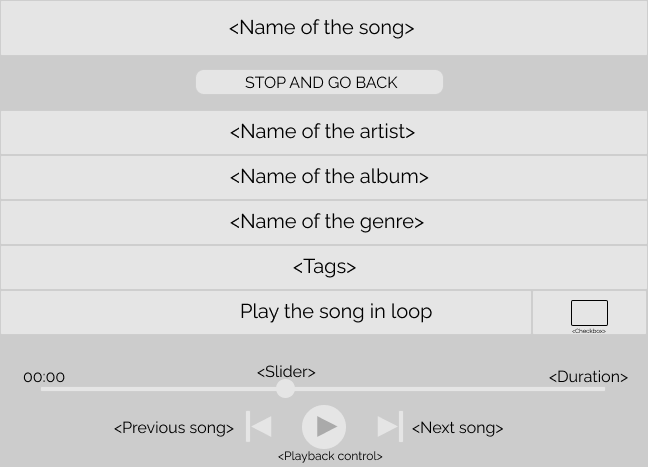 <Name of the song>
STOP AND GO BACK
<Name of the artist>
<Name of the album>
<Name of the genre>
<Tags>
Play the song in loop
<Checkbox>
<Slider>
00:00
<Duration>
<Previous song>
<Next song>
<Playback control>